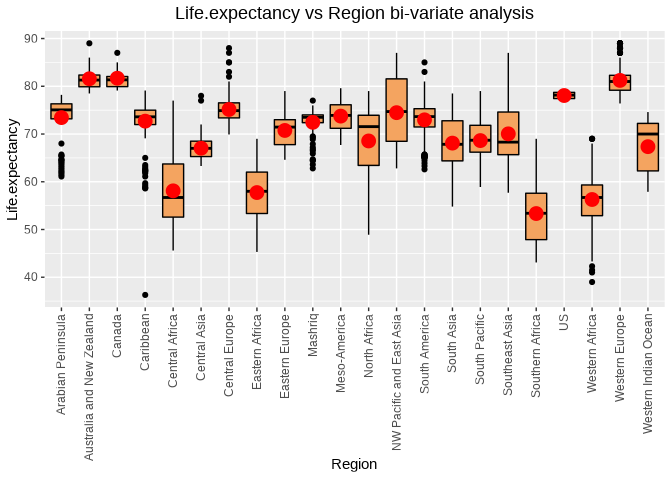 Life.expectancy vs Region bi-variate analysis
90
80
70
60
50
40
Life.expectancy
Arabian Peninsula
Australia and New Zealand
Canada
Caribbean
Central Africa
Central Asia
Central Europe
Eastern Africa
Eastern Europe
Mashriq
Meso-America
North Africa
NW Pacific and East Asia
South America
South Asia
South Pacific
Southeast Asia
Southern Africa
US
Western Africa
Western Europe
Western Indian Ocean
Region